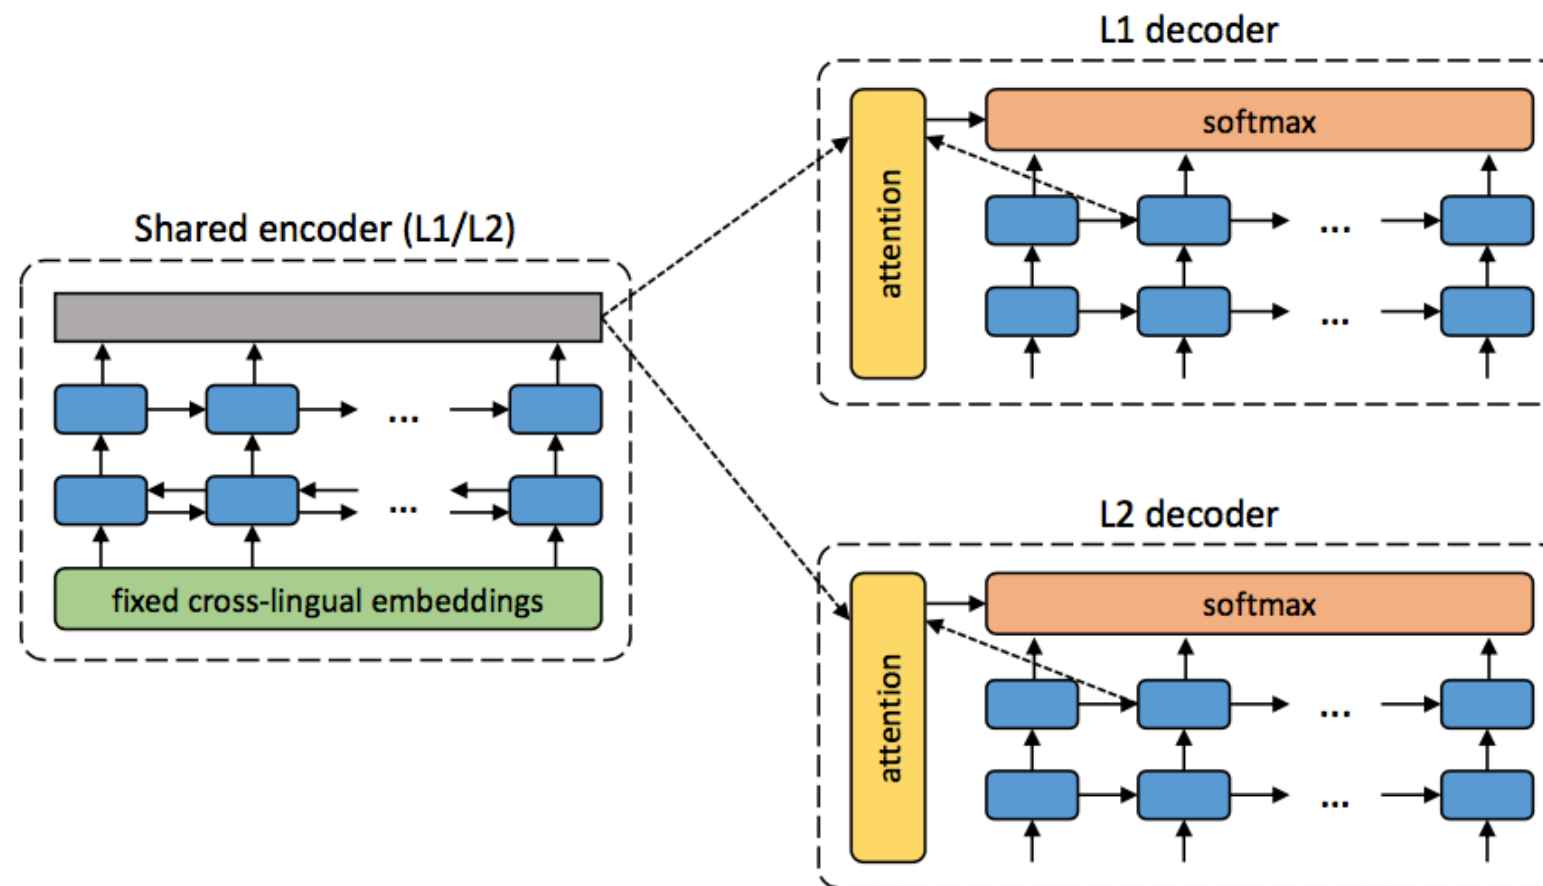 L1 decoder
softmax
attention
...
...
Shared encoder (L1/L2)
...
...
fixed cross-lingual embeddings
L2 decoder
softmax
attention
...
...